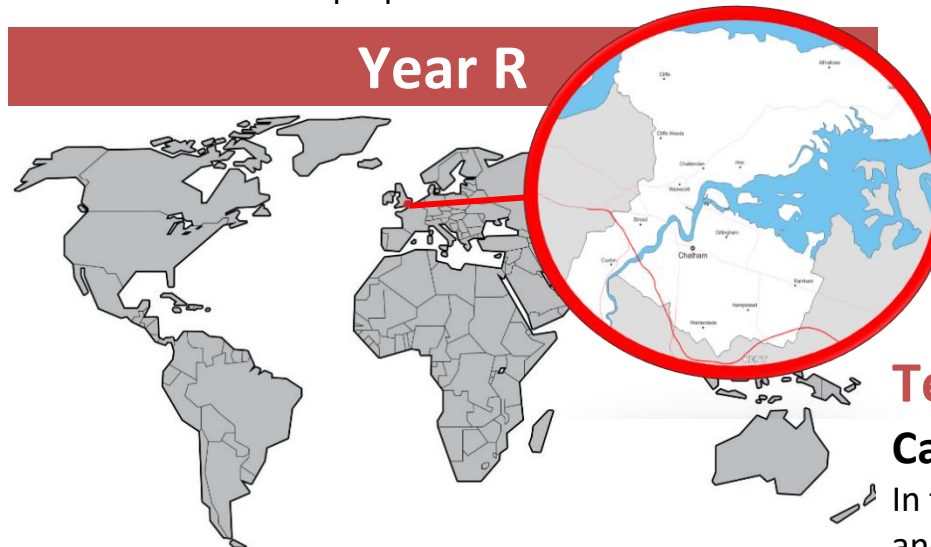 Year R
Cliffe
Cliffe Woods
Chattenden
Hoo
Wainscott
Strood
Gillingham
Cuxton
Chatham
Rainham
Hempstead
Walderslade
KENT
Te
Ca
In
an